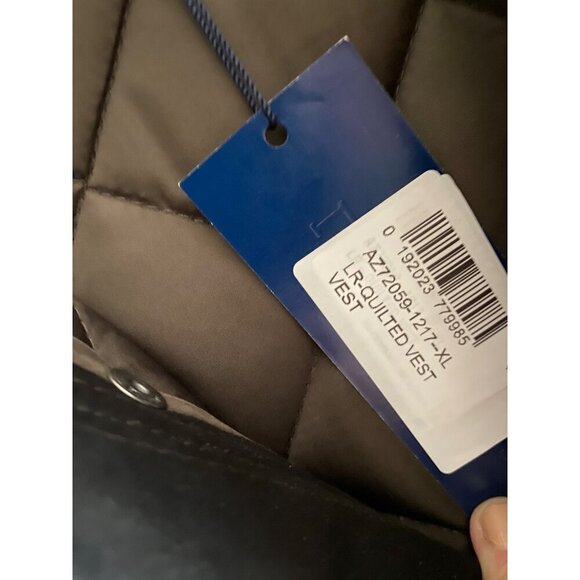 0 192023 779985
AZ72059-1217--XL
LR-QUILTED VEST
VEST